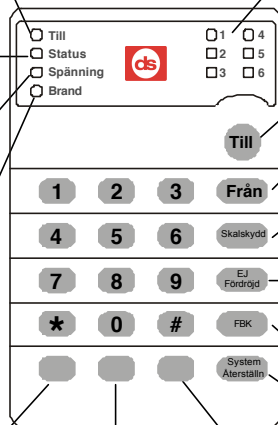 Till 1 4
Status ds 2 5
Spänning 3 6
Brand
Till
1 2 3 Från
4 5 6 Skalskydd
7 8 9 EJ
Fördröjd
* 0 # FBK
System
Återställn